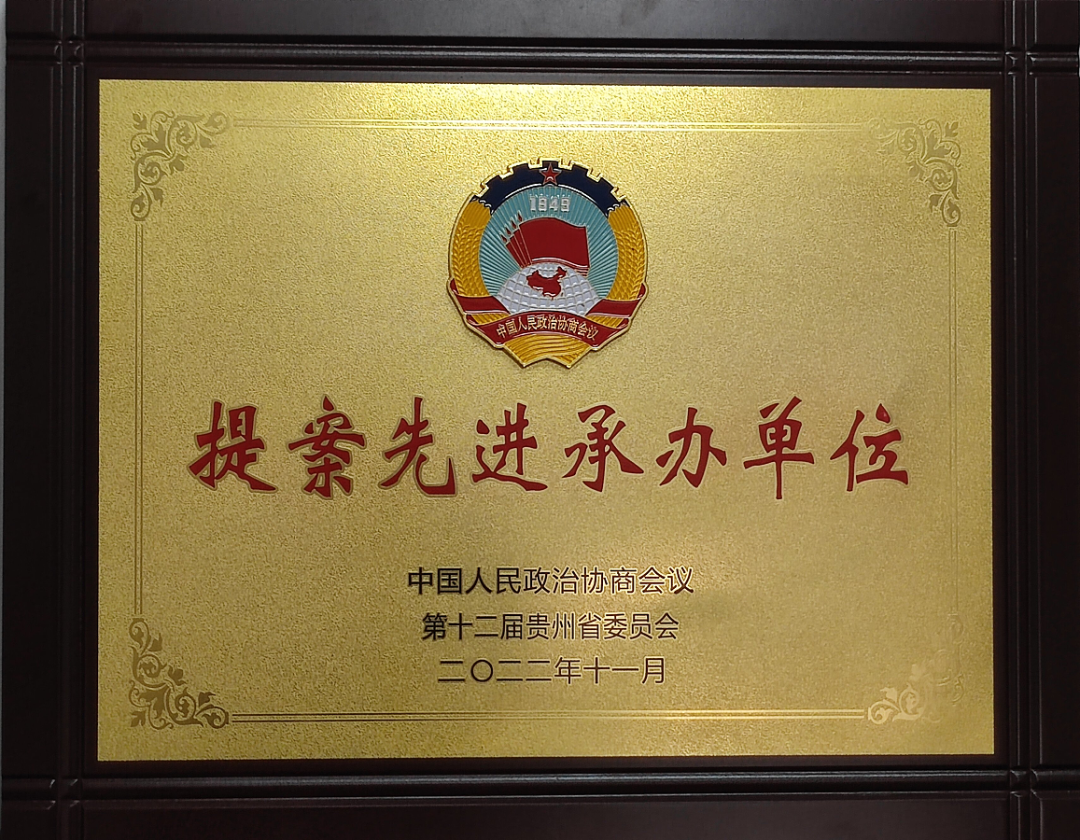 1949
中国人民政治协商会议
提案先进承办单位
中国人民政治协商会议
第十二届贵州省委员会
二〇二二年十一月